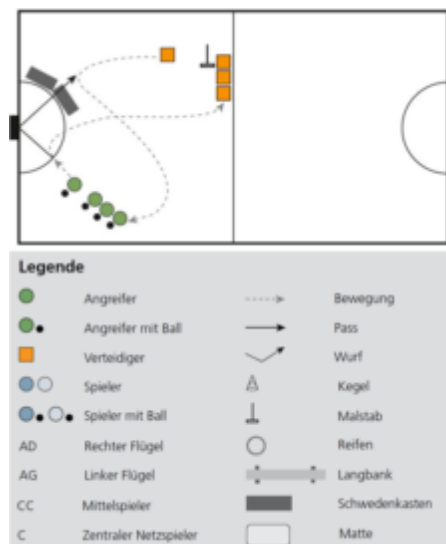 Legende
Angreifer
Bewegung
Angreifer mit Ball
Pass
Verteidiger
Wurf
Spieler
Kegel
Spieler mit Ball
Malstab
AD Rechter Flügel
Reifen
AG Linker Flügel
Langbank
CC Mittelspieler
Schwedenkasten
C Zentraler Netzspieler
Matte